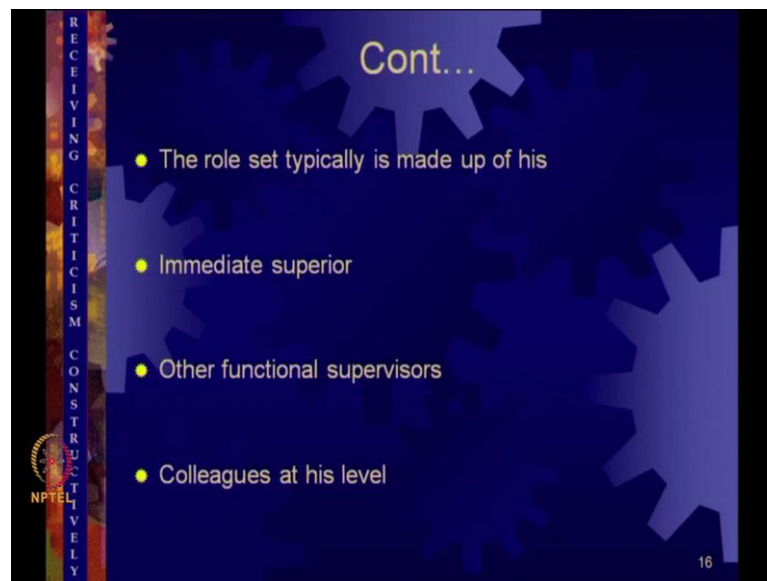 RECEIVING CRITICISM CONSTRUCTIVELY
Cont...
The role set typically is made up of his
Immediate superior
Other functional supervisors
Colleagues at his level
NPTEL
16